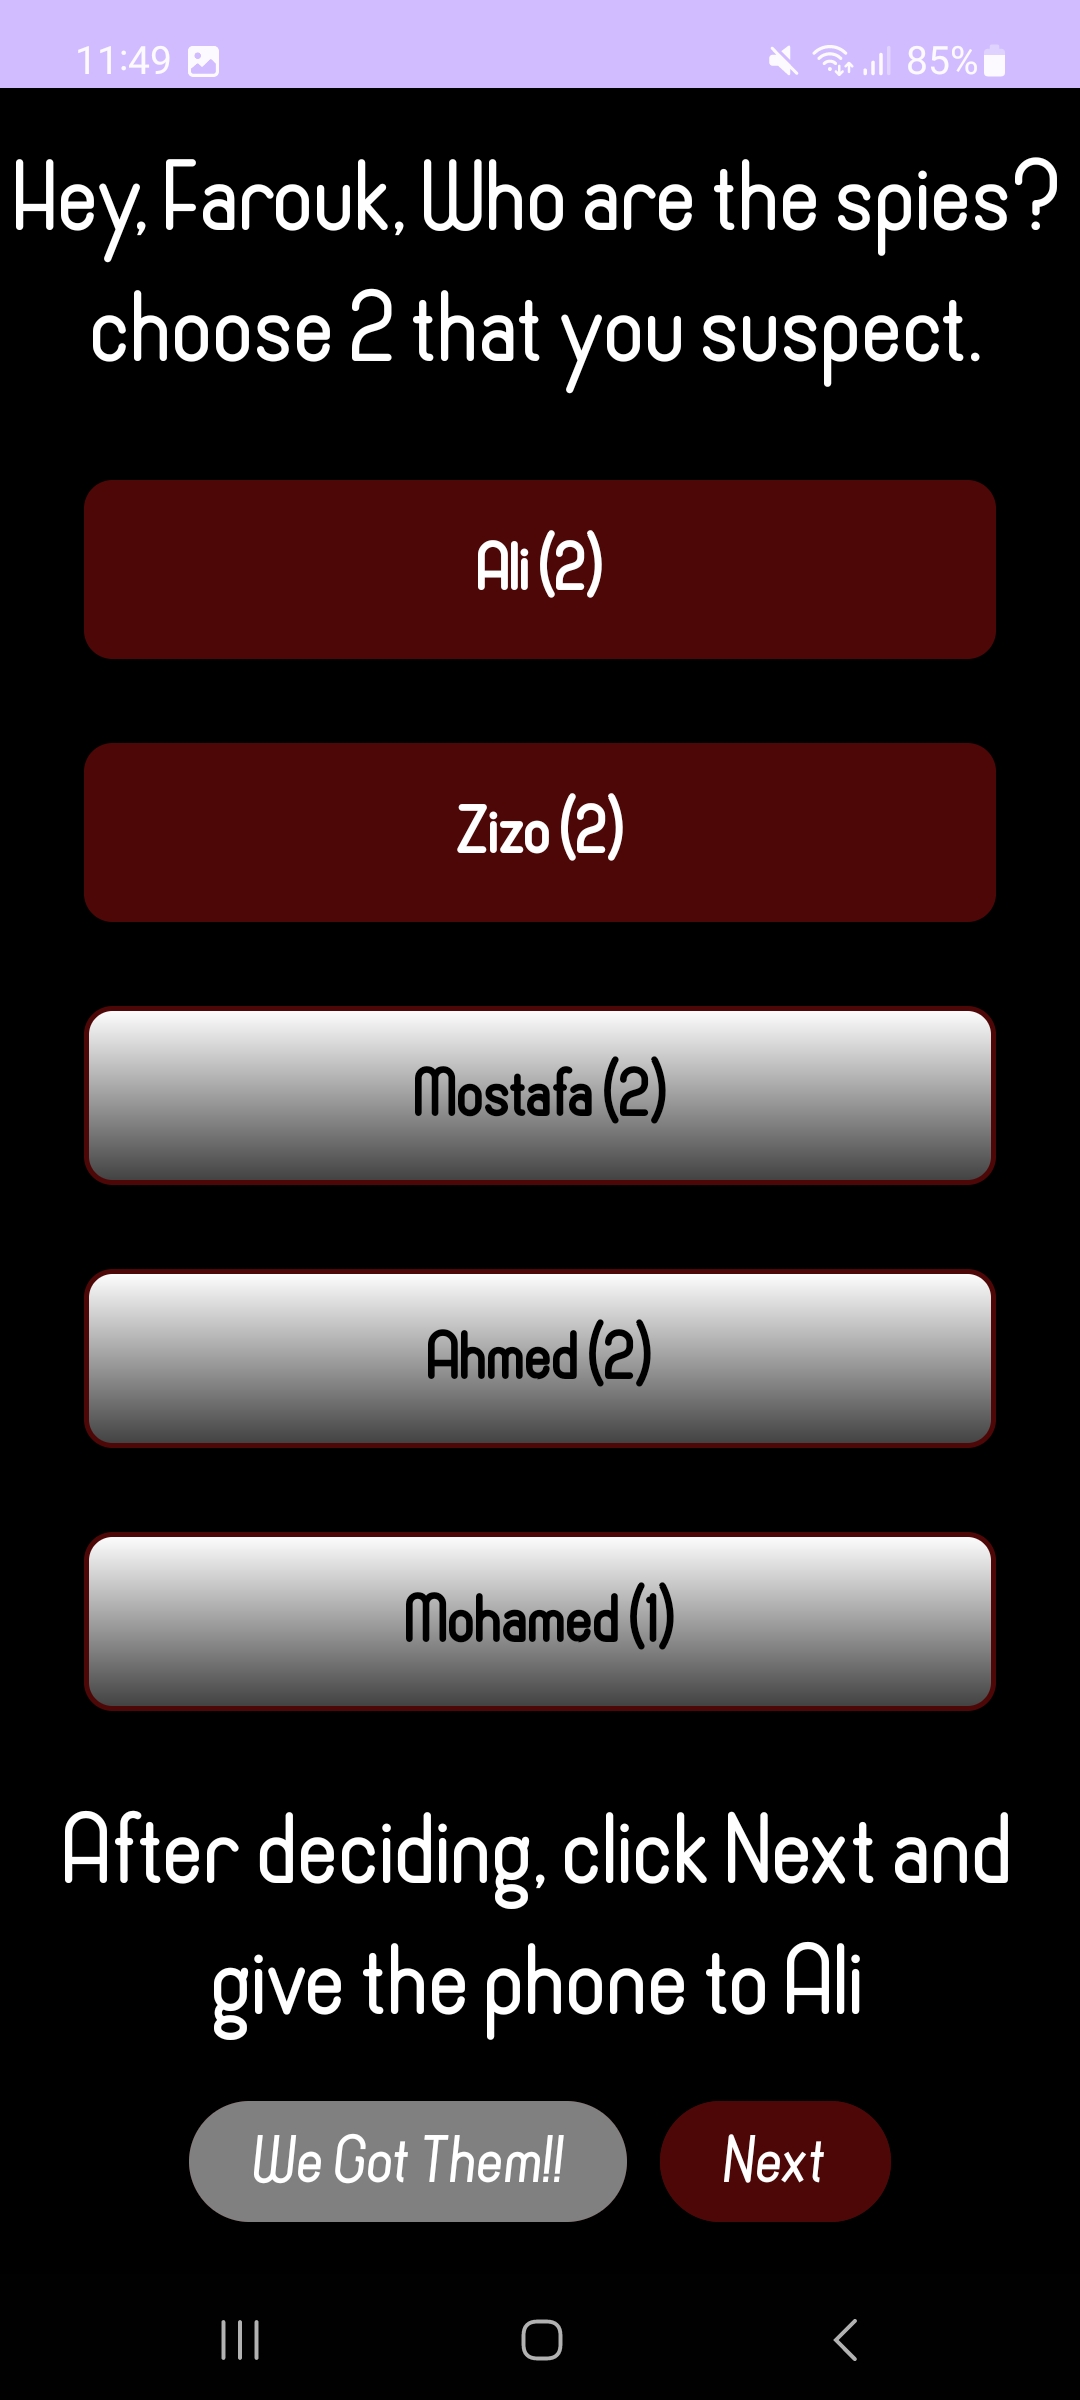 11:49
85%
Hey, Farouk, Who are the spies?
choose 2 that you suspect.
Ali (2)
Zizo (2)
Mostafa (2)
Ahmed (2)
Mohamed (1)
After deciding, click Next and
give the phone to Ali
We Got Them!!
Next